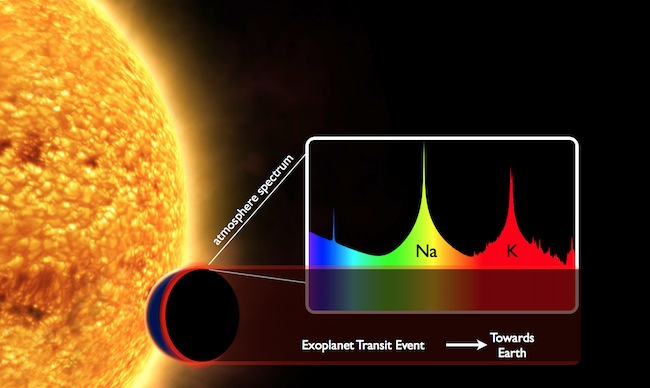 atmosphere spectrum
Na
K
Exoplanet Transit Event
Towards
Earth